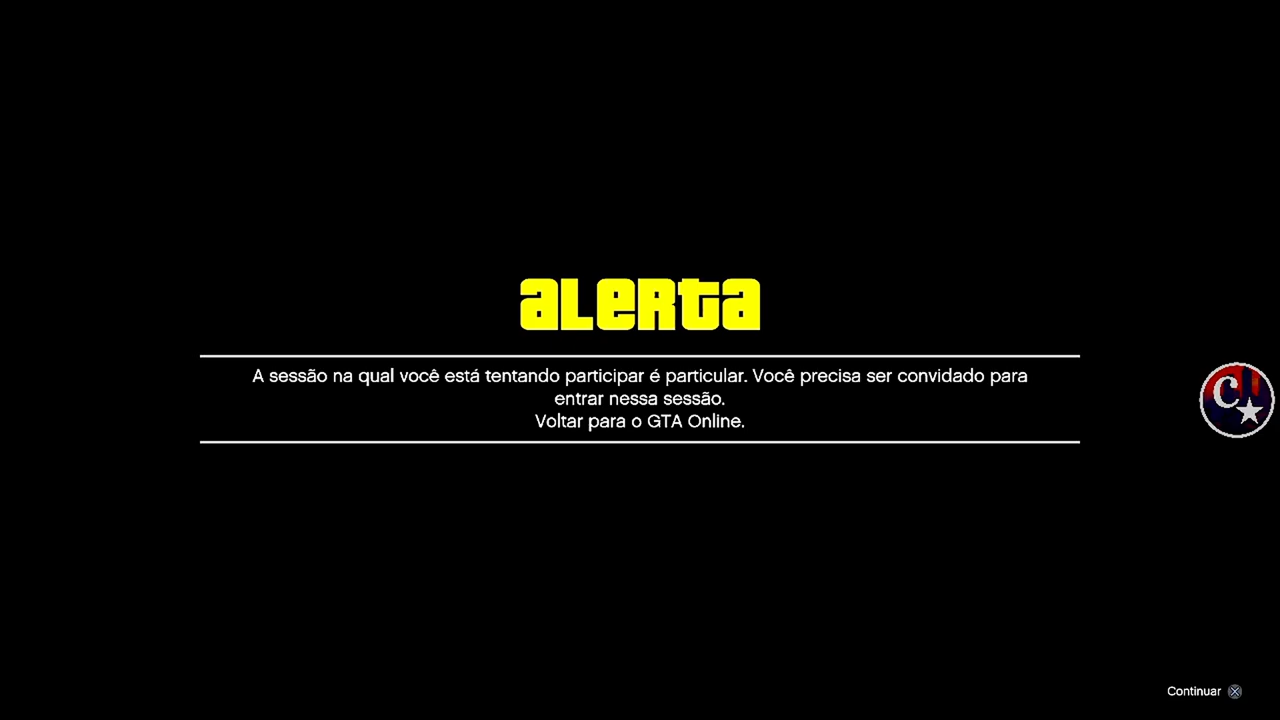 alerta
A sessão na qual você está tentando participar é particular. Você precisa ser convidado para
entrar nessa sessão.
Voltar para o GTA Online.
C
Continuar